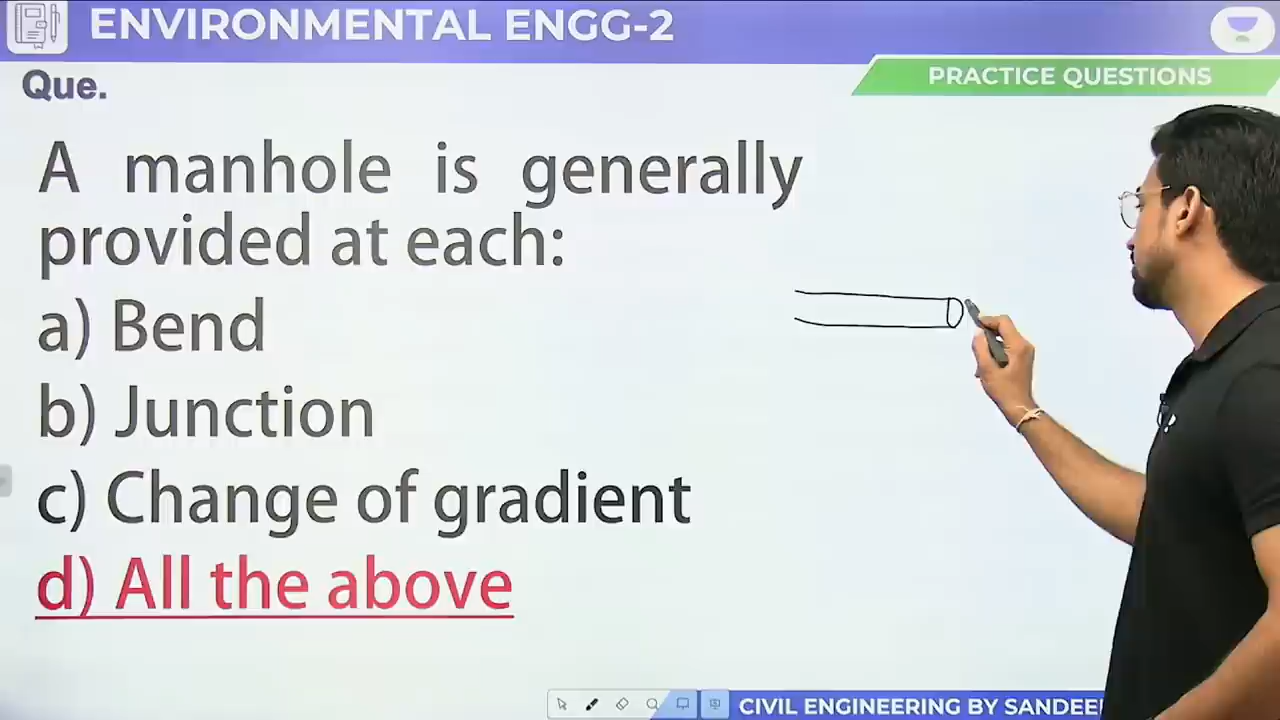 ENVIRONMENTAL ENGG-2
Que.
PRACTICE QUESTIONS
A manhole is generally
provided at each:
a) Bend
b) Junction
c) Change of gradient
d) All the above
CIVIL ENGINEERING BY SANDEE